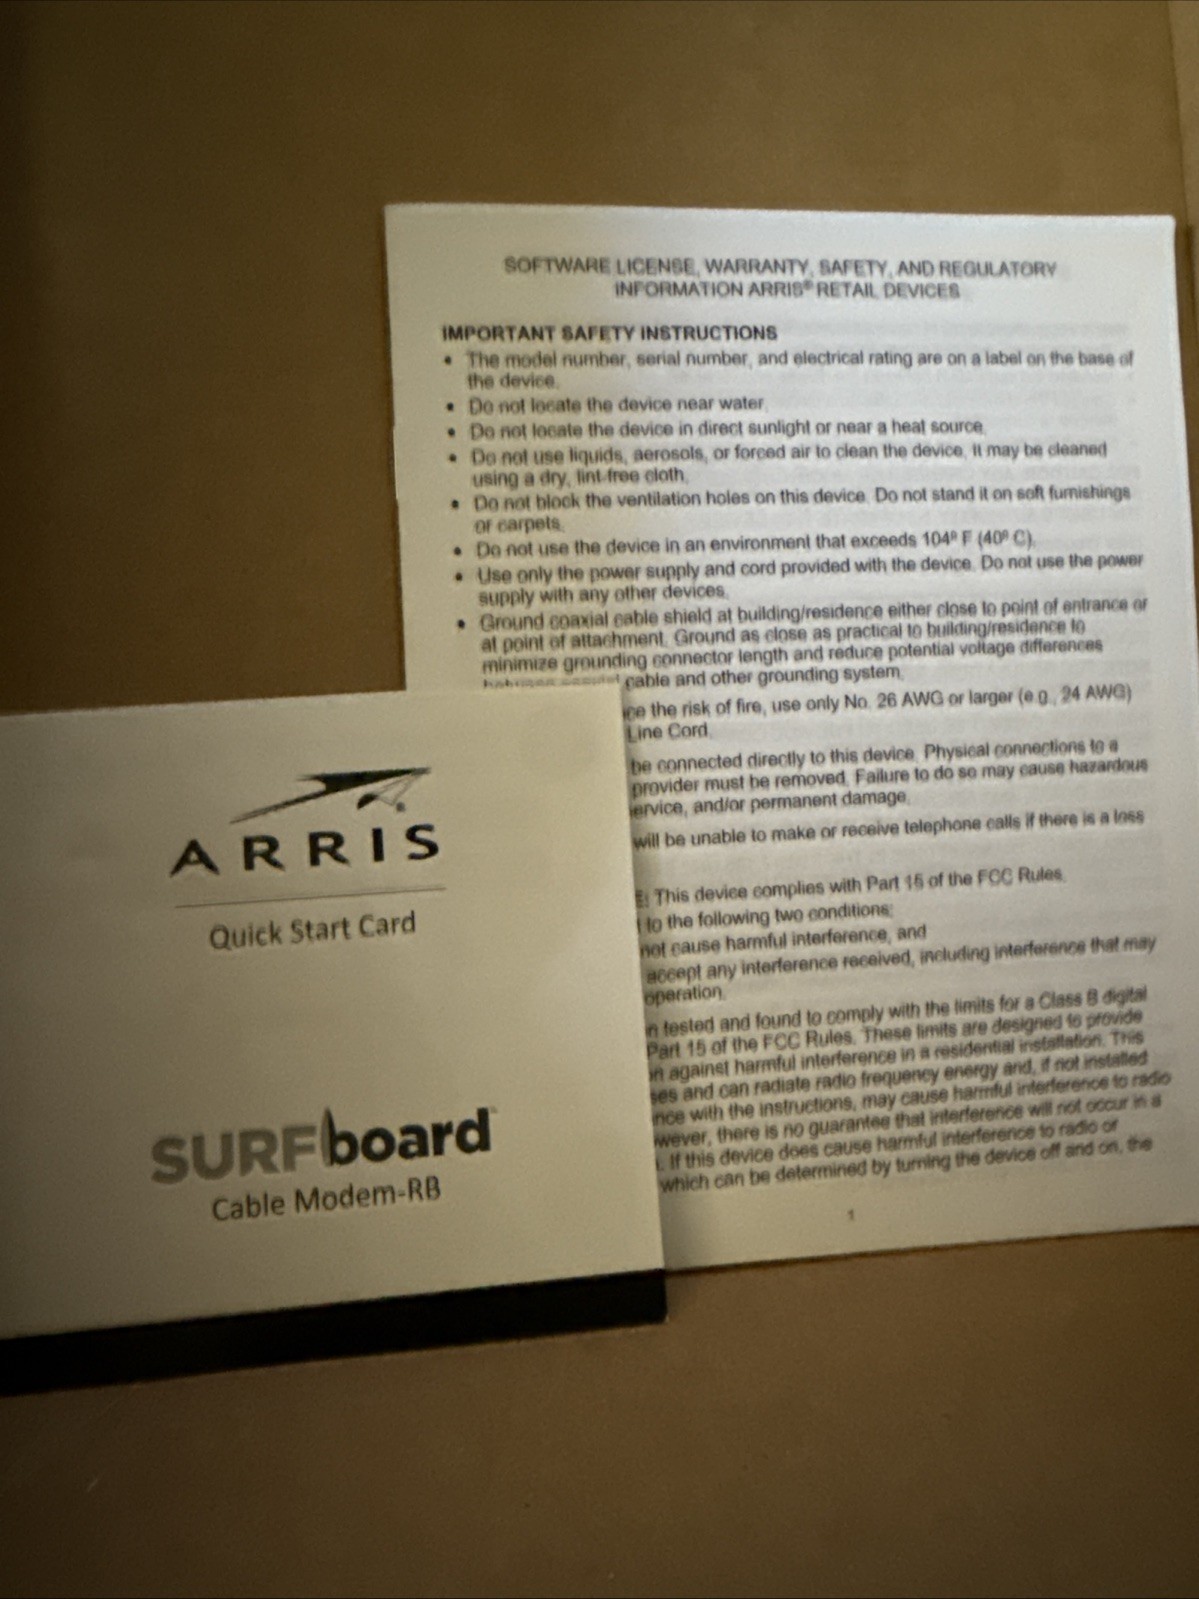 SOFTWARE LICENSE, WARRANTY, SAFETY, AND REGULATORY
INFORMATION ARRIS® RETAIL DEVICES
IMPORTANT SAFETY INSTRUCTIONS
• The model number, serial number, and electrical rating are on a label on the base of
the device.
• Do not locate the device near water.
• Do not locate the device in direct sunlight or near a heat source.
• Do not use liquids, aerosols, or forced air to clean the device. It may be cleaned
using a dry, lint-free cloth.
• Do not block the ventilation holes on this device. Do not stand it on soft furnishings
or carpets.
• Do not use the device in an environment that exceeds 104º F (40º C).
• Use only the power supply and cord provided with the device. Do not use the power
supply with any other devices.
• Ground coaxial cable shield at building/residence either close to point of entrance or
at point of attachment. Ground as close as practical to building/residence to
minimize grounding connector length and reduce potential voltage differences
cable and other grounding system.
ce the risk of fire, use only No. 26 AWG or larger (e.g., 24 AWG)
Line Cord.
be connected directly to this device. Physical connections to a
provider must be removed. Failure to do so may cause hazardous
ervice, and/or permanent damage.
will be unable to make or receive telephone calls if there is a loss
E: This device complies with Part 15 of the FCC Rules.
to the following two conditions:
not cause harmful interference, and
accept any interference received, including interference that may
operation.
n tested and found to comply with the limits for a Class B digital
Part 15 of the FCC Rules. These limits are designed to provide
n against harmful interference in a residential installation. This
ses and can radiate radio frequency energy and, if not installed
nce with the instructions, may cause harmful interference to radio
wever, there is no guarantee that interference will not occur in a
. If this device does cause harmful interference to radio or
which can be determined by turning the device off and on, the
1
ARRIS
Quick Start Card
SURFboard
Cable Modem-RB